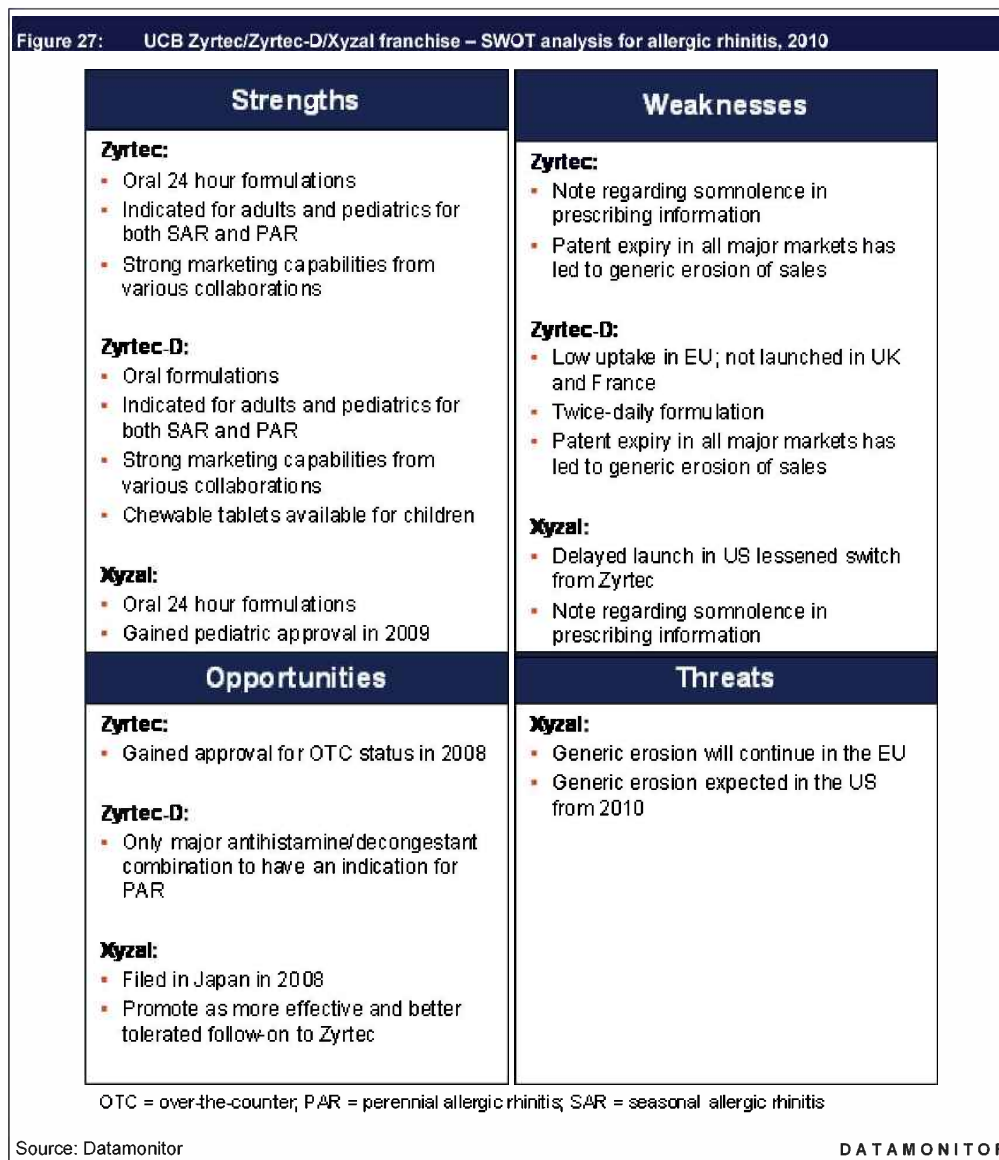 Figure 27: UCB Zyrtec/Zyrtec-D/Xyzal franchise – SWOT analysis for allergic rhinitis, 2010
Strengths
Zyrtec:
• Oral 24 hour formulations
• Indicated for adults and pediatrics for
both SAR and PAR
• Strong marketing capabilities from
various collaborations
Zyrtec-D:
• Oral formulations
• Indicated for adults and pediatrics for
both SAR and PAR
• Strong marketing capabilities from
various collaborations
• Chewable tablets available for children
Xyzal:
• Oral 24 hour formulations
• Gained pediatric approval in 2009
Weaknesses
Zyrtec:
• Note regarding somnolence in
prescribing information
• Patent expiry in all major markets has
led to generic erosion of sales
Zyrtec-D:
• Low uptake in EU; not launched in UK
and France
• Twice-daily formulation
• Patent expiry in all major markets has
led to generic erosion of sales
Xyzal:
• Delayed launch in US lessened switch
from Zyrtec
• Note regarding somnolence in
prescribing information
Opportunities
Zyrtec:
• Gained approval for OTC status in 2008
Zyrtec-D:
• Only major antihistamine/decongestant
combination to have an indication for
PAR
Xyzal:
• Filed in Japan in 2008
• Promote as more effective and better
tolerated follow-on to Zyrtec
Threats
Xyzal:
• Generic erosion will continue in the EU
• Generic erosion expected in the US
from 2010
OTC = over-the-counter; PAR = perennial allergic rhinitis; SAR = seasonal allergic rhinitis
Source: Datamonitor
DATAMONITOR